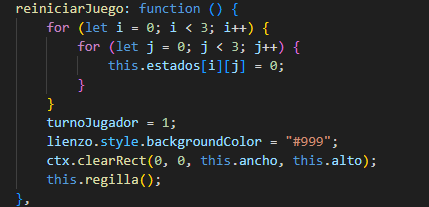 reiniciarJuego: function () {
    for (let i = 0; i < 3; i++) {
        for (let j = 0; j < 3; j++) {
            this.estados[i][j] = 0;
        }
    }
    turnoJugador = 1;
    lienzo.style.backgroundColor = "#999";
    ctx.clearRect(0, 0, this.ancho, this.alto);
    this.regilla();
},